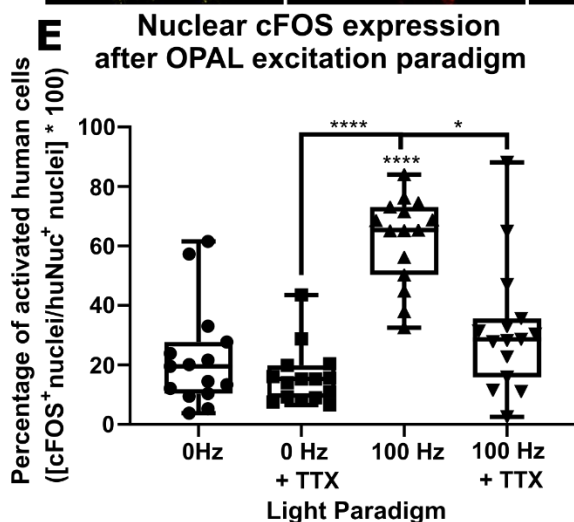 E
Nuclear cFOS expression
after OPAL excitation paradigm
Percentage of activated human cells
([cFOS⁺ nuclei/huNuc⁺ nuclei] * 100)
100
80
60
40
20
0
****
*
****
0Hz
0 Hz
+ TTX
100 Hz
100 Hz
+ TTX
Light Paradigm